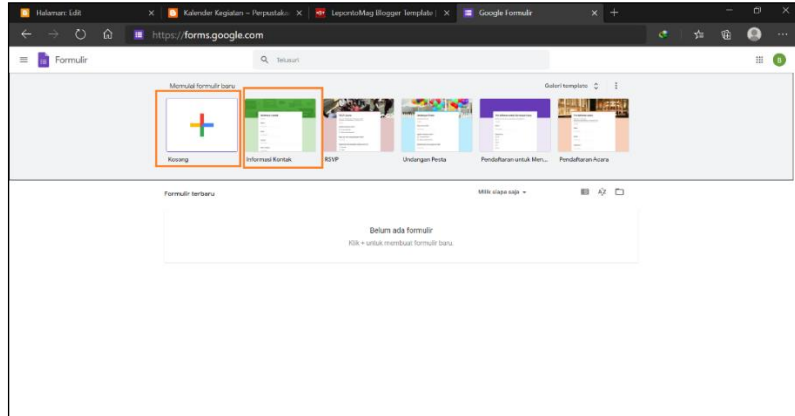 Halaman: Edit
Kalender Kegiatan – Perpustaka
LepontoMag Blogger Template |
Google Formulir
https://forms.google.com
Formulir
Telusuri
B
Memulai formulir baru
Galeri template
Kosong
Informasi Kontak
RSVP
Undangan Pesta
Pendaftaran untuk Men...
Pendaftaran Acara
Formulir terbaru
Milik siapa saja
Belum ada formulir
Klik + untuk membuat formulir baru.